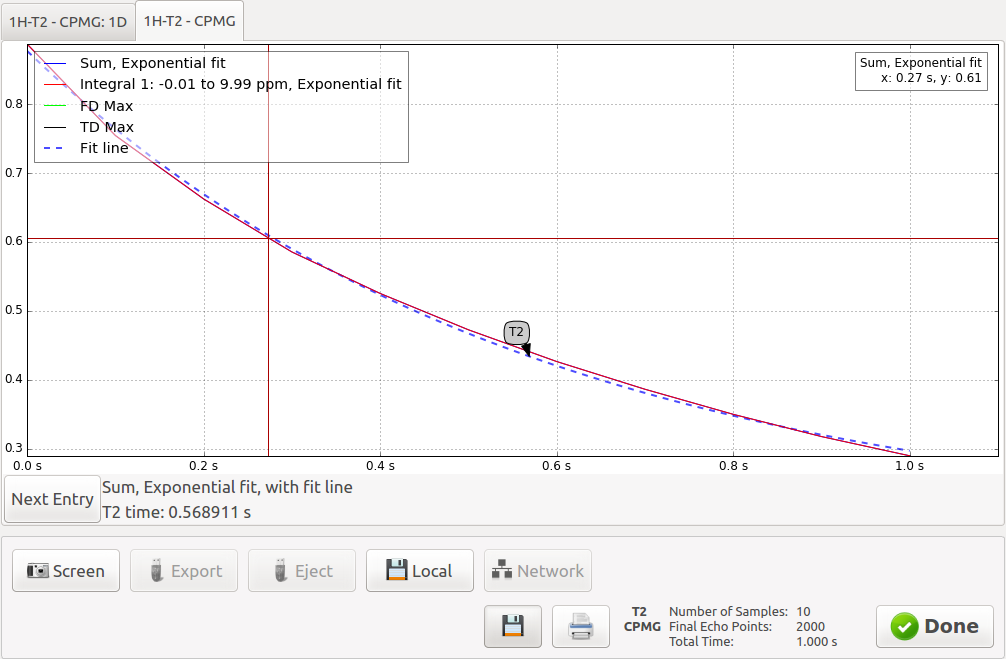 1H-T2 - CPMG: 1D
1H-T2 - CPMG
Sum, Exponential fit
Integral 1: -0.01 to 9.99 ppm, Exponential fit
FD Max
TD Max
Fit line
Sum, Exponential fit
x: 0.27 s, y: 0.61
0.8
0.7
0.6
0.5
0.4
0.3
T2
0.0 s
0.2 s
0.4 s
0.6 s
0.8 s
1.0 s
Next Entry
Sum, Exponential fit, with fit line
T2 time: 0.568911 s
Screen
Export
Eject
Local
Network
T2
CPMG
Number of Samples: 10
Final Echo Points: 2000
Total Time: 1.000 s
Done